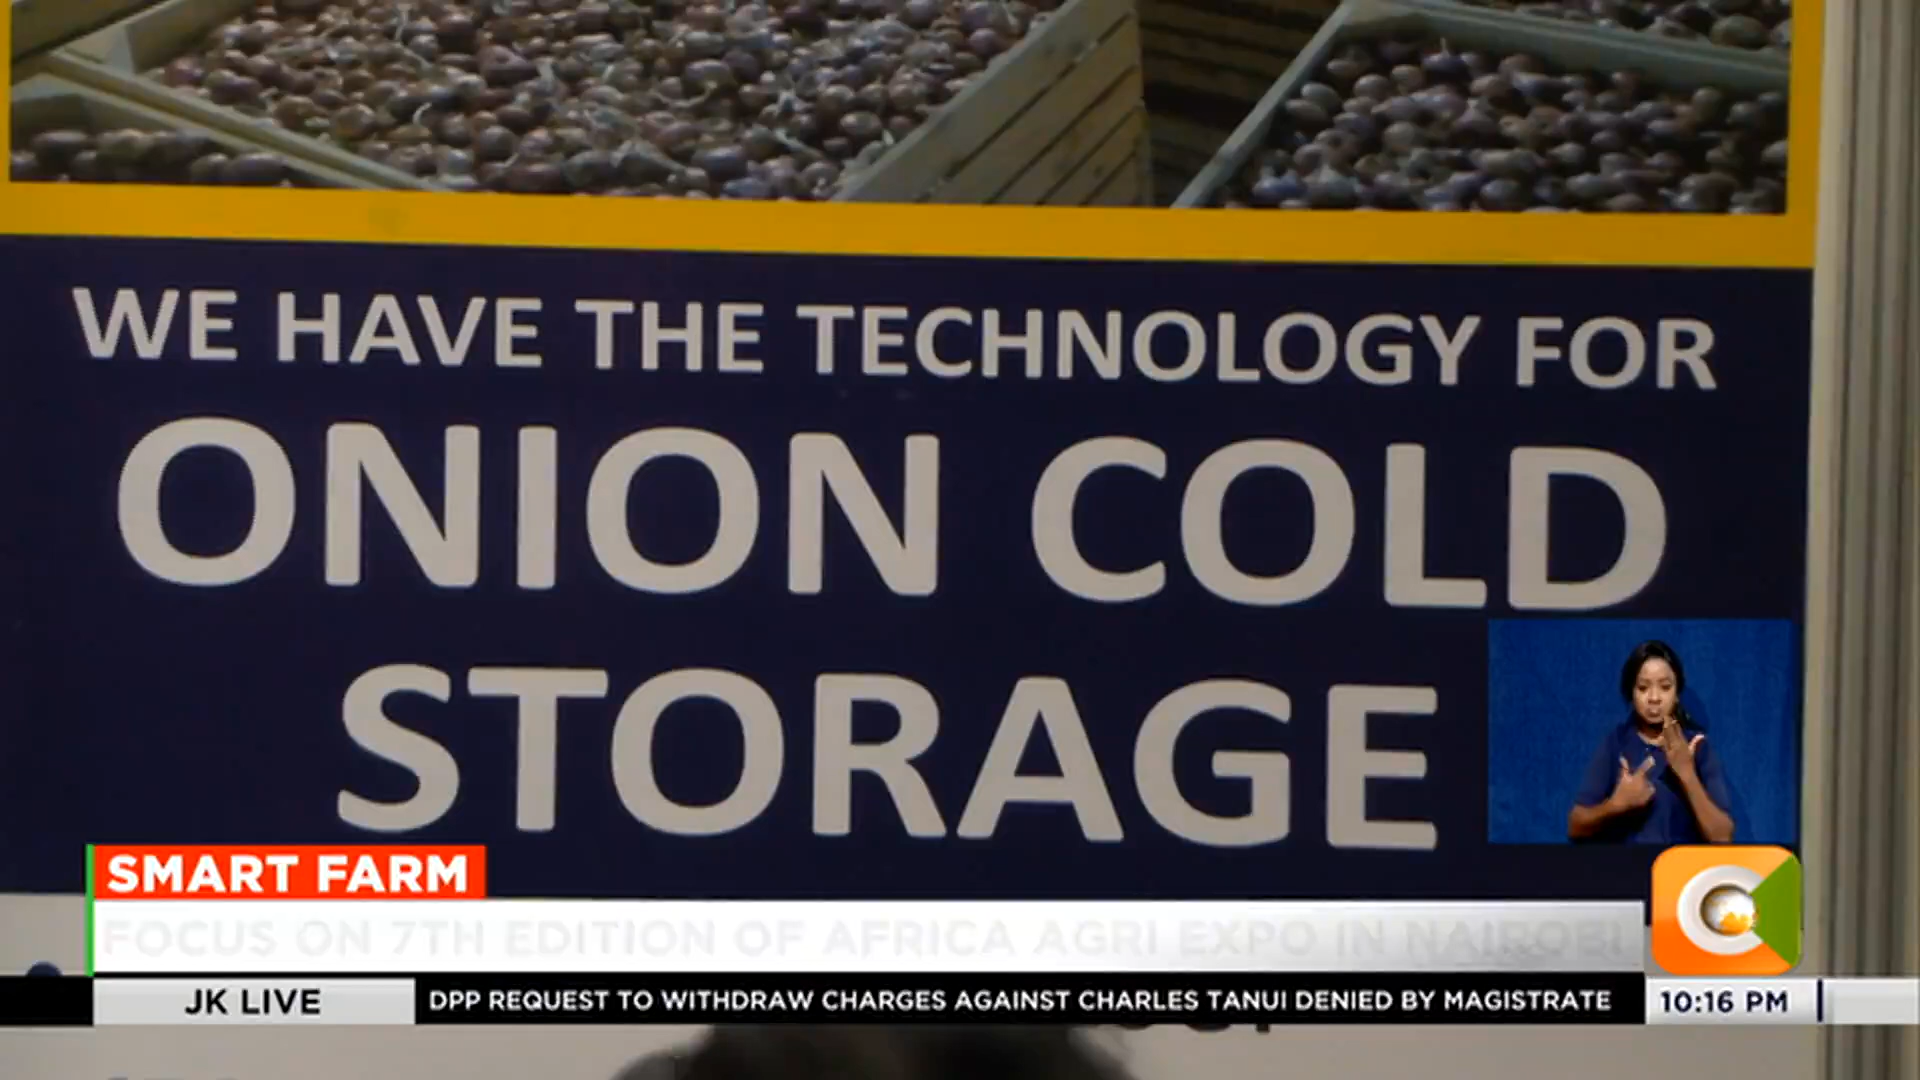 WE HAVE THE TECHNOLOGY FOR
ONION COLD
STORAGE
SMART FARM
FOCUS ON 7TH EDITION OF AFRICA AGRI EXPO IN NAIROBI
JK LIVE
DPP REQUEST TO WITHDRAW CHARGES AGAINST CHARLES TANUI DENIED BY MAGISTRATE
10:16 PM